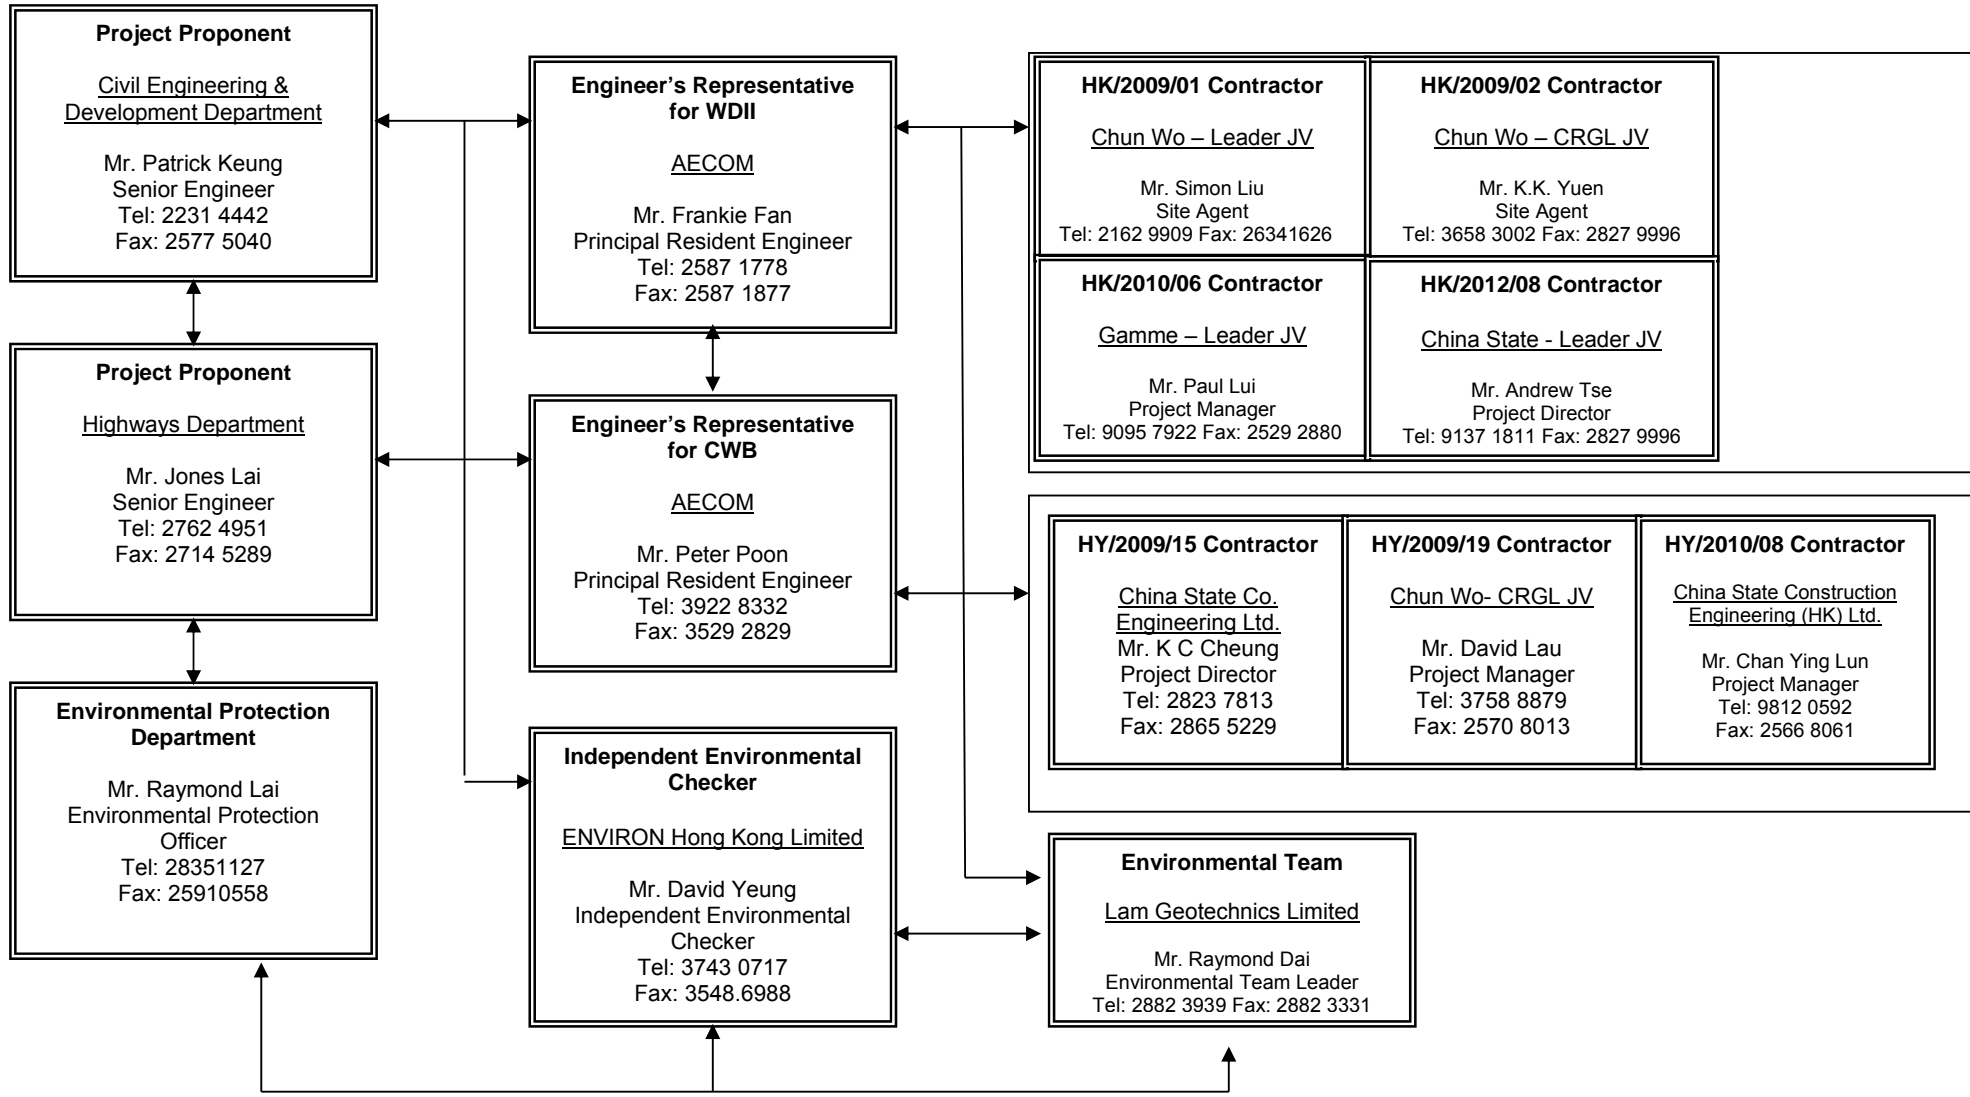 Project Proponent
Civil Engineering &
Development Department
Mr. Patrick Keung
Senior Engineer
Tel: 2231 4442
Fax: 2577 5040
Project Proponent
Highways Department
Mr. Jones Lai
Senior Engineer
Tel: 2762 4951
Fax: 2714 5289
Environmental Protection
Department
Mr. Raymond Lai
Environmental Protection
Officer
Tel: 28351127
Fax: 25910558
Engineer's Representative
for WDII
AECOM
Mr. Frankie Fan
Principal Resident Engineer
Tel: 2587 1778
Fax: 2587 1877
Engineer's Representative
for CWB
AECOM
Mr. Peter Poon
Principal Resident Engineer
Tel: 3922 8332
Fax: 3529 2829
Independent Environmental
Checker
ENVIRON Hong Kong Limited
Mr. David Yeung
Independent Environmental
Checker
Tel: 3743 0717
Fax: 3548.6988
HK/2009/01 Contractor
Chun Wo – Leader JV
Mr. Simon Liu
Site Agent
Tel: 2162 9909 Fax: 26341626
HK/2009/02 Contractor
Chun Wo – CRGL JV
Mr. K.K. Yuen
Site Agent
Tel: 3658 3002 Fax: 2827 9996
HK/2010/06 Contractor
Gamme – Leader JV
Mr. Paul Lui
Project Manager
Tel: 9095 7922 Fax: 2529 2880
HK/2012/08 Contractor
China State - Leader JV
Mr. Andrew Tse
Project Director
Tel: 9137 1811 Fax: 2827 9996
HY/2009/15 Contractor
China State Co.
Engineering Ltd.
Mr. K C Cheung
Project Director
Tel: 2823 7813
Fax: 2865 5229
HY/2009/19 Contractor
Chun Wo- CRGL JV
Mr. David Lau
Project Manager
Tel: 3758 8879
Fax: 2570 8013
HY/2010/08 Contractor
China State Construction
Engineering (HK) Ltd.
Mr. Chan Ying Lun
Project Manager
Tel: 9812 0592
Fax: 2566 8061
Environmental Team
Lam Geotechnics Limited
Mr. Raymond Dai
Environmental Team Leader
Tel: 2882 3939 Fax: 2882 3331